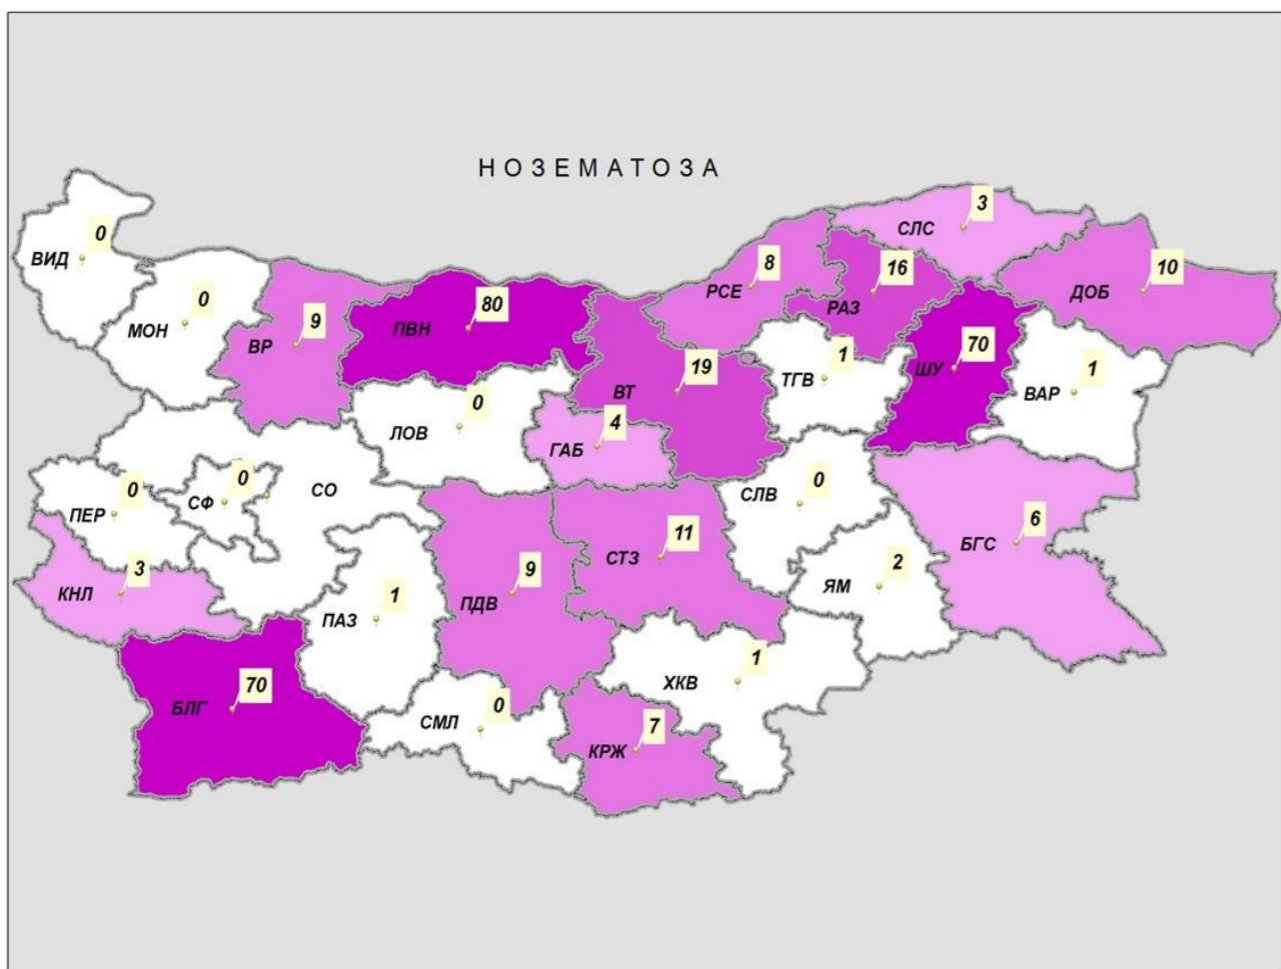 НОЗЕМАТОЗА
ВИД 0
МОН 0
ВР 9
ПВН 80
ЛОВ 0
ВТ 19
ГАБ 4
РСЕ 8
РАЗ 16
СЛС 3
ДОБ 10
ТГВ 1
ШУ 70
ВАР 1
ПЕР 0
СФ 0
СО
КНЛ 3
БЛГ 70
ПАЗ 1
ПДВ 9
СТЗ 11
СЛВ 0
ЯМ 2
БГС 6
СМЛ 0
КРЖ 7
ХКВ 1